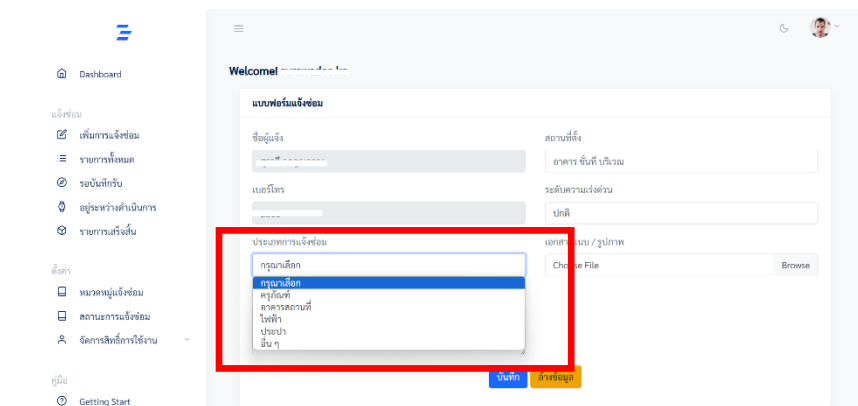 Dashboard
แจ้งซ่อม
เพิ่มการแจ้งซ่อม
รายการทั้งหมด
รอบันทึกรับ
อยู่ระหว่างดำเนินการ
รายการเสร็จสิ้น
ตั้งค่า
หมวดหมู่แจ้งซ่อม
สถานะการแจ้งซ่อม
จัดการสิทธิ์การใช้งาน
คู่มือ
Getting Start
Welcome!
แบบฟอร์มแจ้งซ่อม
ชื่อผู้แจ้ง
สถานที่ตั้ง
อาคาร ชั้นที่ บริเวณ
เบอร์โทร
ระดับความเร่งด่วน
ปกติ
ประเภทการแจ้งซ่อม
กรุณาเลือก
กรุณาเลือก
ครุภัณฑ์
อาคารสถานที่
ไฟฟ้า
ประปา
อื่น ๆ
/ รูปภาพ
File
Browse
บันทึก
ล้างข้อมูล